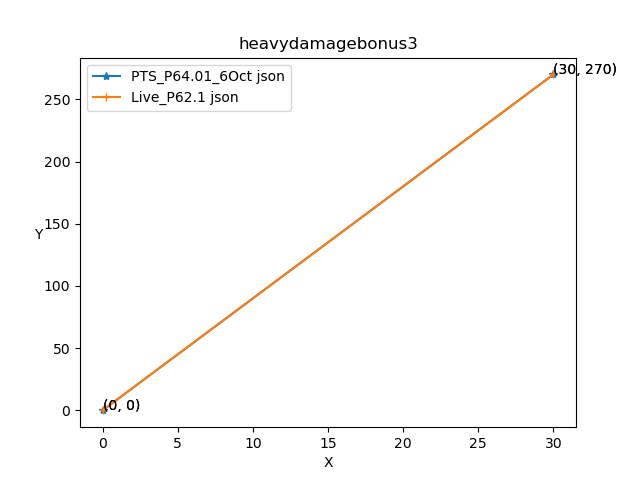 heavydamagebonus3
PTS_P64.01_6Oct json
Live_P62.1 json
(30, 270)
250
200
150
Y
100
50
0
(0, 0)
0 5 10 15 20 25 30
X